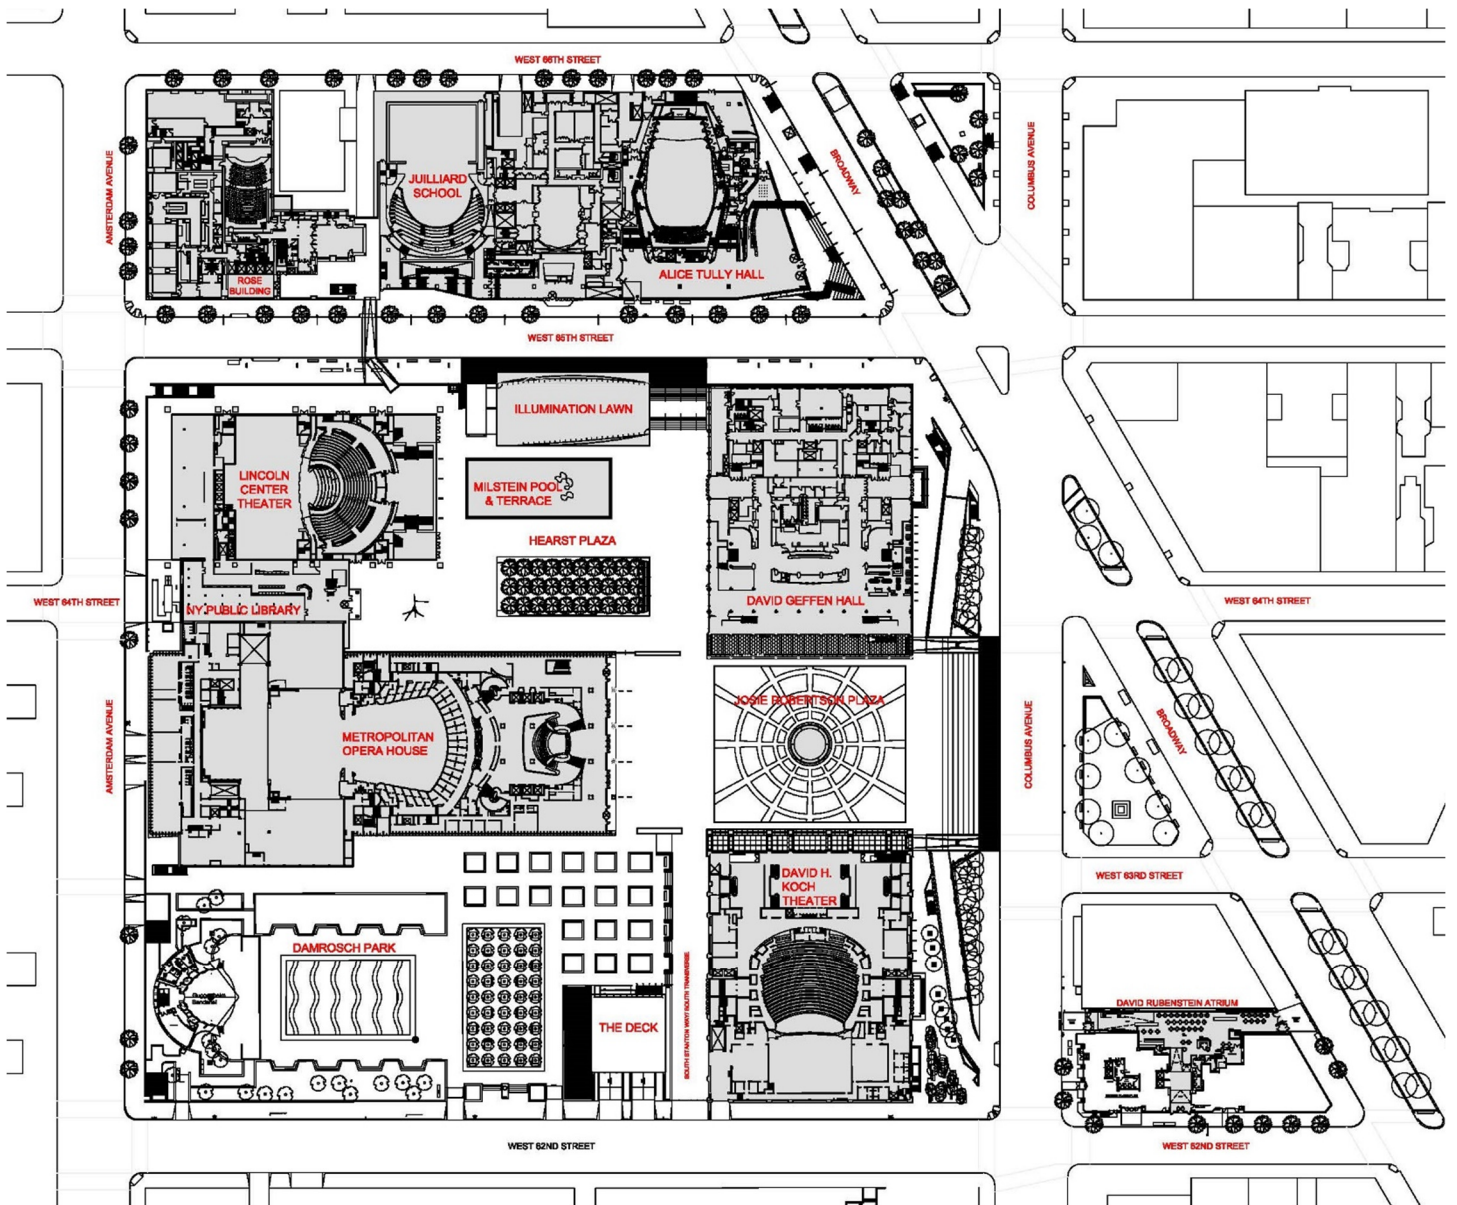 WEST 66TH STREET
AMSTERDAM AVENUE
JUILLIARD
SCHOOL
BROADWAY
COLUMBUS AVENUE
ROSE
BUILDING
ALICE TULLY HALL
WEST 65TH STREET
ILLUMINATION LAWN
LINCOLN
CENTER
THEATER
MILSTEIN POOL
& TERRACE
HEARST PLAZA
WEST 64TH STREET
NY PUBLIC LIBRARY
DAVID GEFFEN HALL
WEST 64TH STREET
AMSTERDAM AVENUE
METROPOLITAN
OPERA HOUSE
JOSIE ROBERTSON PLAZA
COLUMBUS AVENUE
BROADWAY
DAVID H.
KOCH
THEATER
WEST 63RD STREET
DAMROSCH PARK
THE DECK
DAVID RUBENSTEIN ATRIUM
WEST 62ND STREET
WEST 62ND STREET